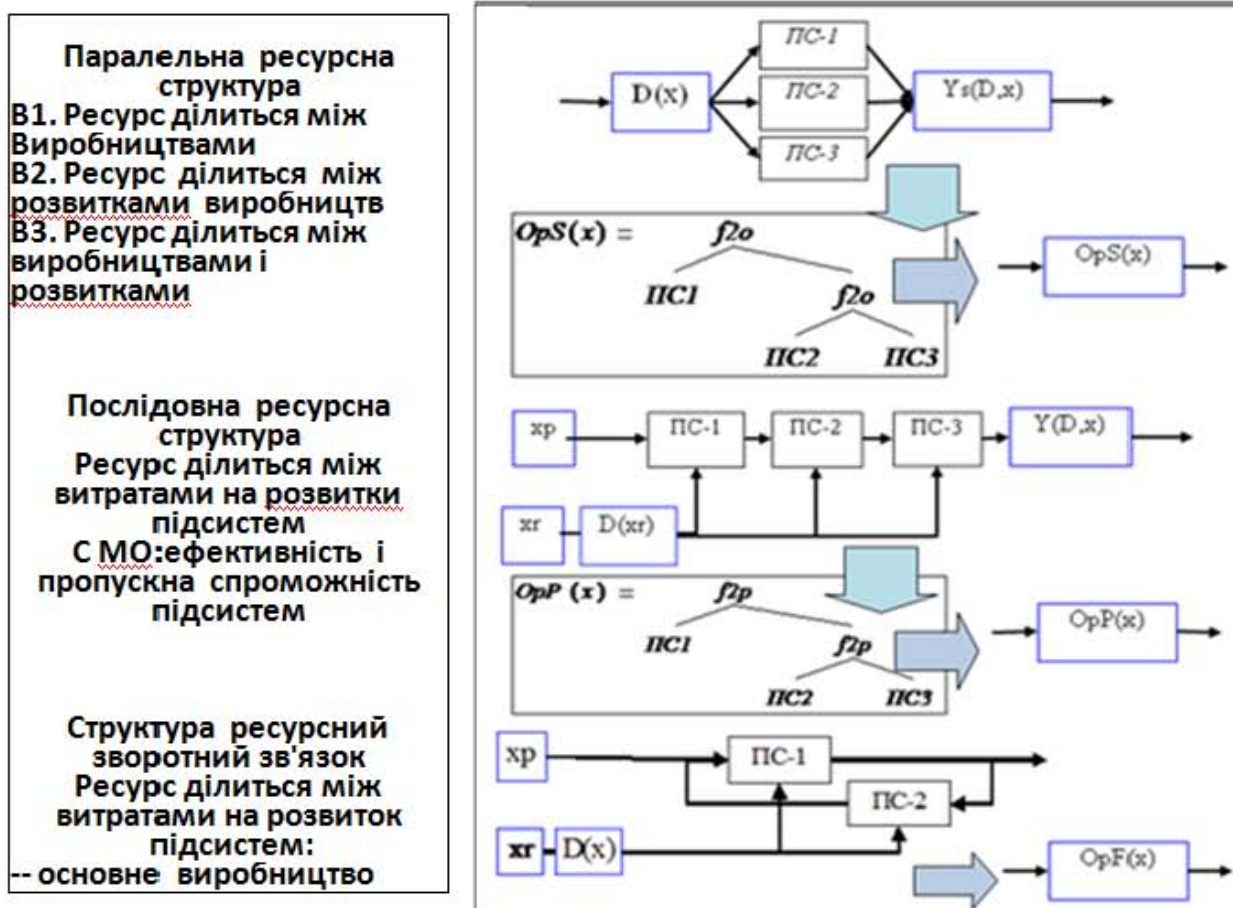 Паралельна ресурсна
структура
В1. Ресурс ділиться між
Виробництвами
В2. Ресурс ділиться між
розвитками виробництв
В3. Ресурс ділиться між
виробництвами і
розвитками
Послідовна ресурсна
структура
Ресурс ділиться між
витратами на розвитки
підсистем
С МО:ефективність і
пропускна спроможність
підсистем
Структура ресурсний
зворотний зв'язок
Ресурс ділиться між
витратами на розвиток
підсистем:
-- основне виробництво
ПС-1
D(x)
ПС-2
Ys(D,x)
ПС-3
OpS(x) =
f2o
ПС1
f2o
ПС2
ПС3
OpS(x)
xp
ПС-1
ПС-2
ПС-3
Y(D,x)
xr
D(xr)
OpP (x) =
f2p
ПС1
f2p
ПС2
ПС3
OpP(x)
xp
ПС-1
ПС-2
xr
D(x)
OpF(x)